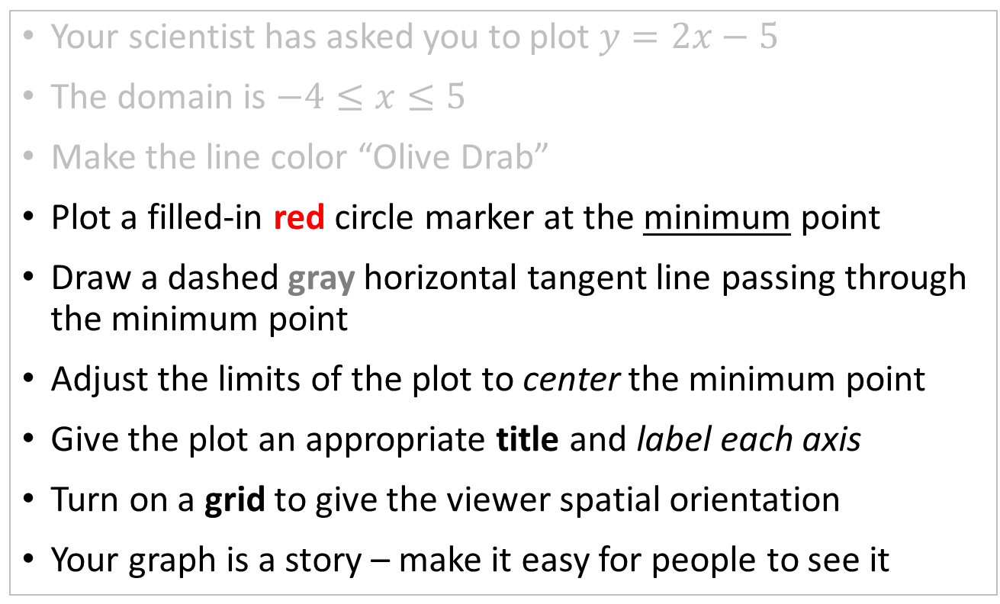 • Your scientist has asked you to plot y = 2x − 5
• The domain is −4 ≤ x ≤ 5
• Make the line color “Olive Drab”
• Plot a filled-in red circle marker at the minimum point
• Draw a dashed gray horizontal tangent line passing through
the minimum point
• Adjust the limits of the plot to center the minimum point
• Give the plot an appropriate title and label each axis
• Turn on a grid to give the viewer spatial orientation
• Your graph is a story – make it easy for people to see it